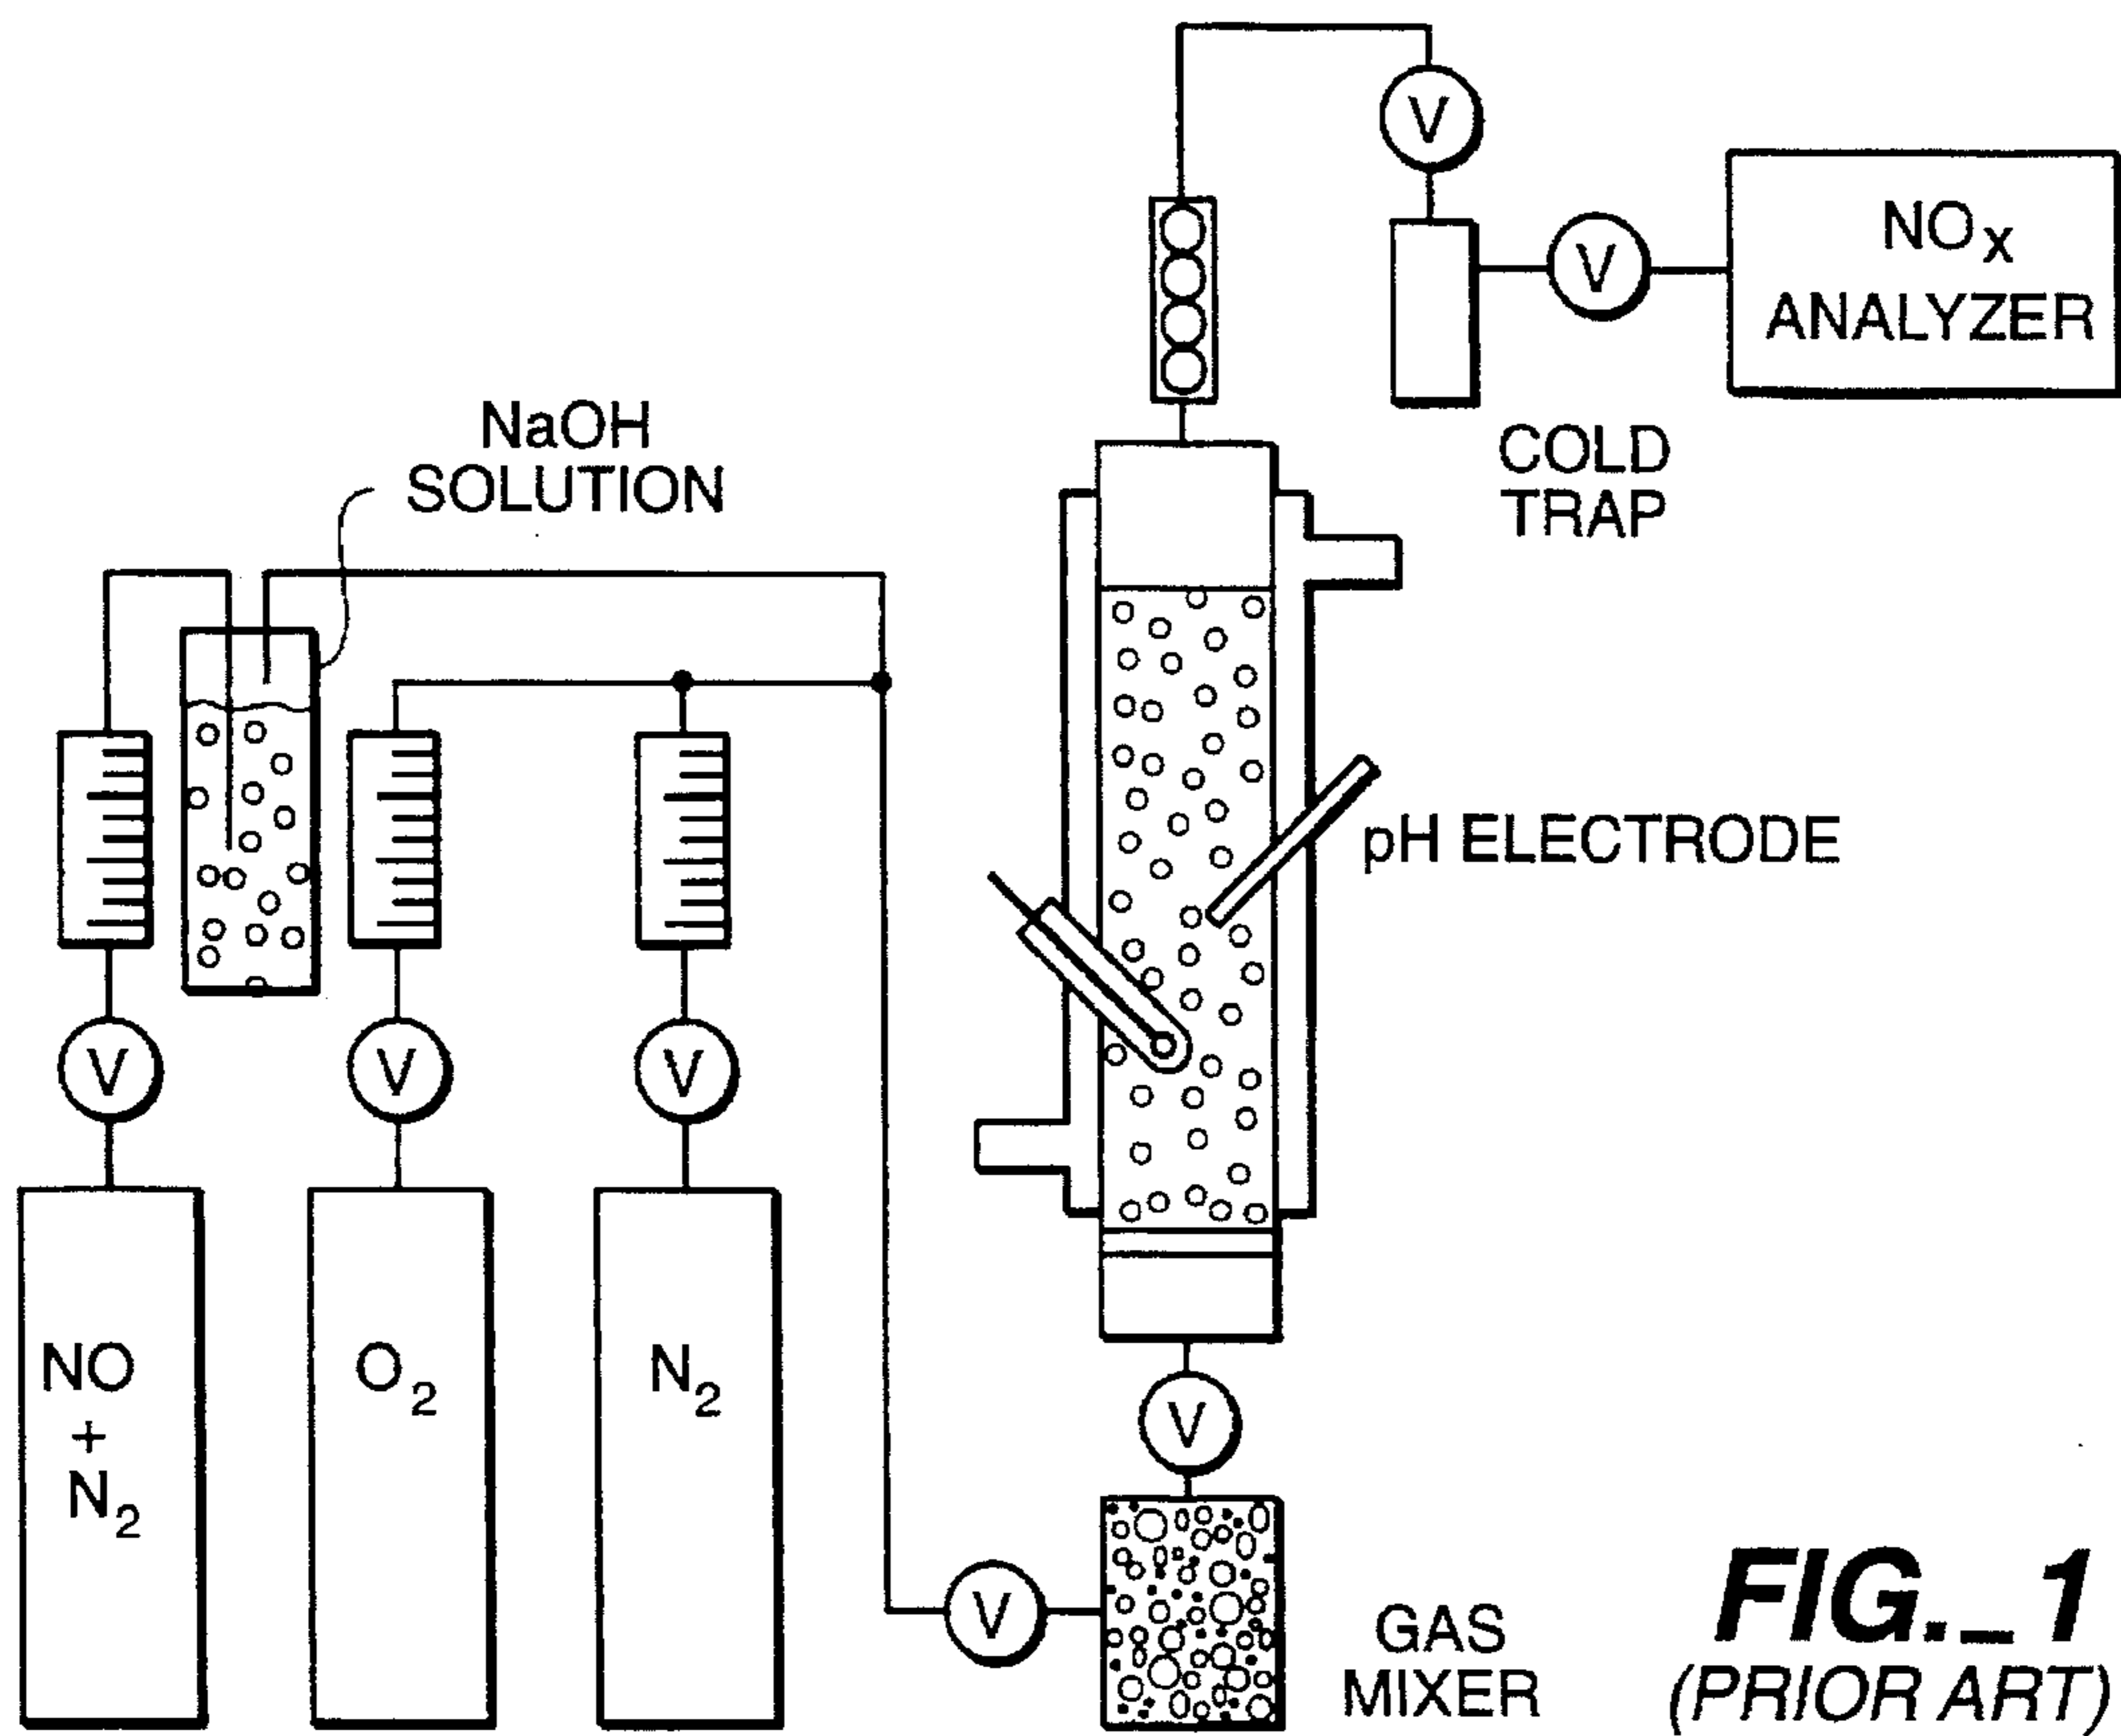 V
V
NOₓ
ANALYZER
COLD
TRAP
NaOH
SOLUTION
pH ELECTRODE
V
V
V
NO
+
N₂
O₂
N₂
V
V
GAS
MIXER
FIG._1
(PRIOR ART)